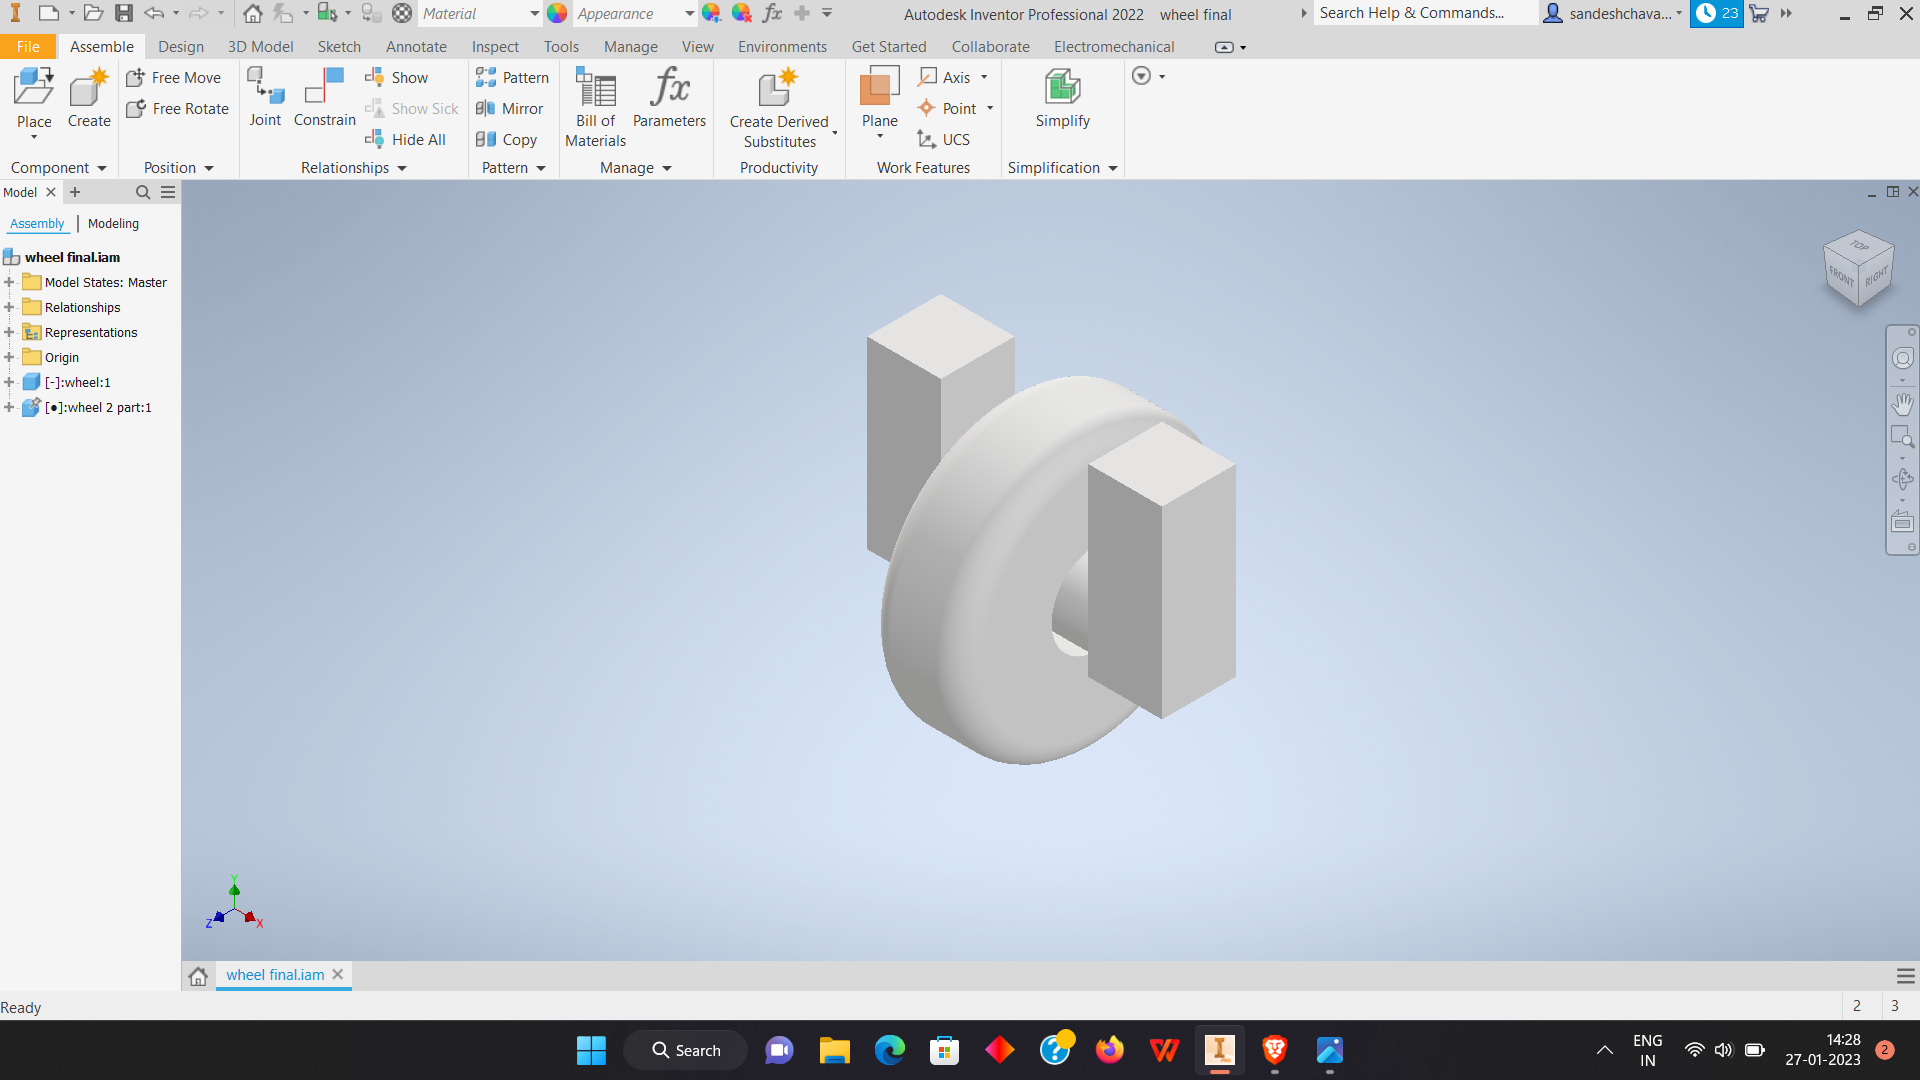 Material
Appearance
Autodesk Inventor Professional 2022 wheel final
Search Help & Commands...
sandeshchava...
23
File Assemble Design 3D Model Sketch Annotate Inspect Tools Manage View Environments Get Started Collaborate Electromechanical
Place
Create
Free Move
Free Rotate
Joint
Constrain
Show
Show Sick
Hide All
Pattern
Mirror
Copy
Bill of
Materials
fx
Parameters
Create Derived
Substitutes
Plane
Axis
Point
UCS
Simplify
Component Position Relationships Pattern Manage Productivity Work Features Simplification
Model
Assembly | Modeling
wheel final.iam
Model States: Master
Relationships
Representations
Origin
[-]:wheel:1
[●]:wheel 2 part:1
TOP
FRONT
RIGHT
Y
Z
X
wheel final.iam
Ready
2 3
Search
ENG
IN
14:28
27-01-2023
2